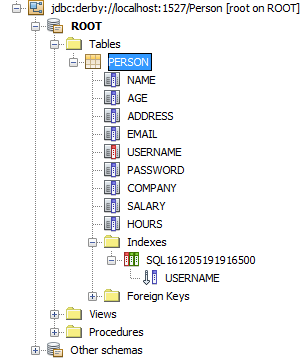 jdbc:derby://localhost:1527/Person [root on ROOT]
ROOT
Tables
PERSON
NAME
AGE
ADDRESS
EMAIL
USERNAME
PASSWORD
COMPANY
SALARY
HOURS
Indexes
SQL161205191916500
USERNAME
Foreign Keys
Views
Procedures
Other schemas